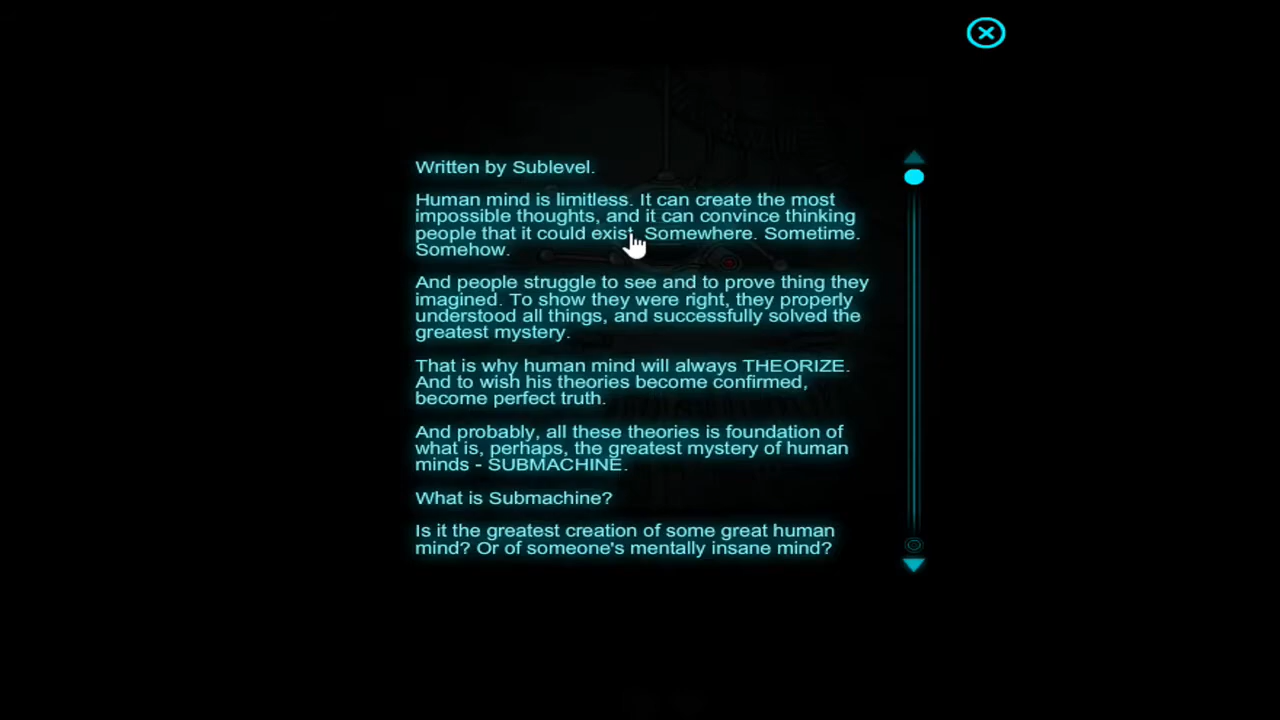 Written by Sublevel.
Human mind is limitless. It can create the most
impossible thoughts, and it can convince thinking
people that it could exist. Somewhere. Sometime.
Somehow.
And people struggle to see and to prove thing they
imagined. To show they were right, they properly
understood all things, and successfully solved the
greatest mystery.
That is why human mind will always THEORIZE.
And to wish his theories become confirmed,
become perfect truth.
And probably, all these theories is foundation of
what is, perhaps, the greatest mystery of human
minds - SUBMACHINE.
What is Submachine?
Is it the greatest creation of some great human
mind? Or of someone's mentally insane mind?